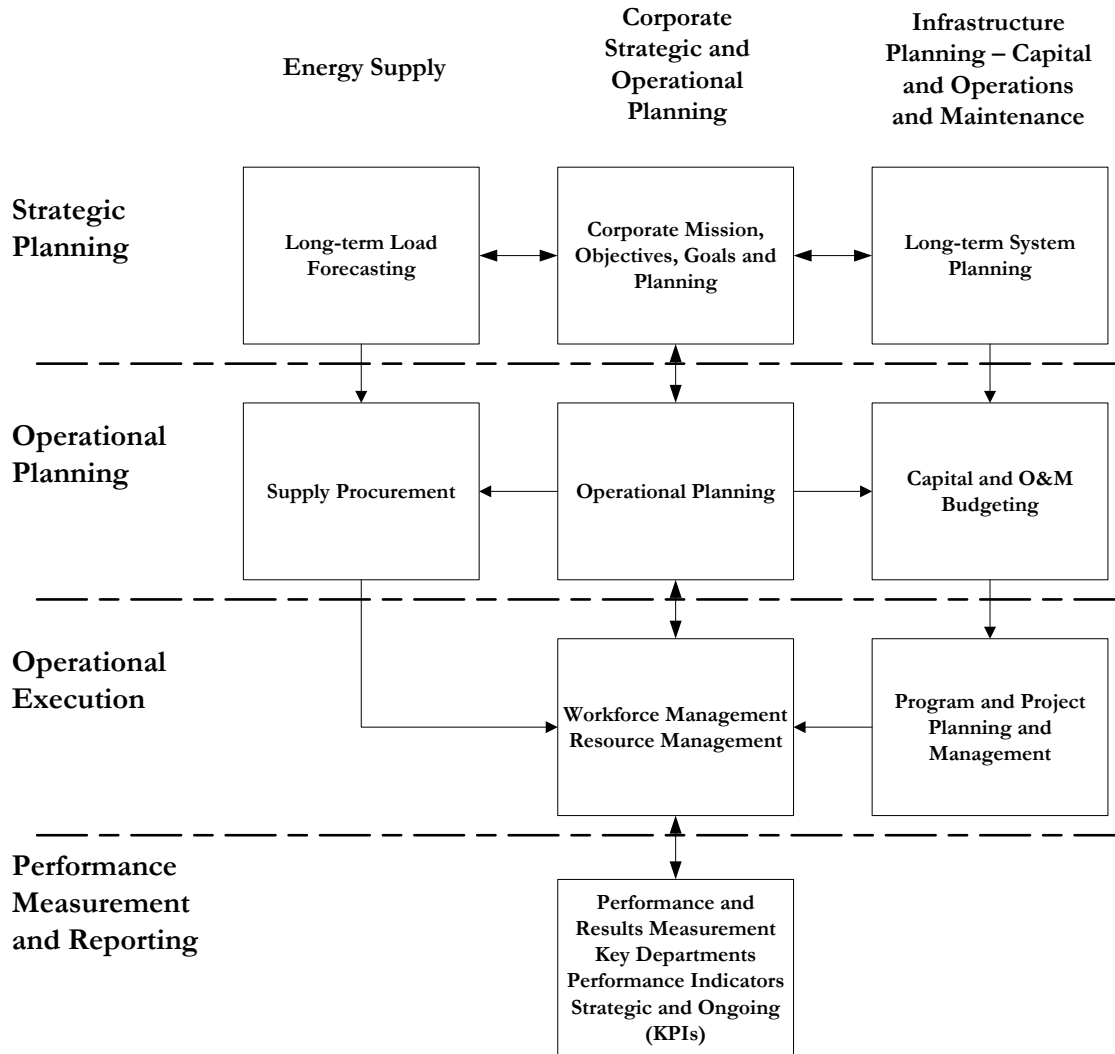 Energy Supply
Corporate
Strategic and
Operational
Planning
Infrastructure
Planning – Capital
and Operations
and Maintenance
Strategic
Planning
Long-term Load
Forecasting
Corporate Mission,
Objectives, Goals and
Planning
Long-term System
Planning
Operational
Planning
Supply Procurement
Operational Planning
Capital and O&M
Budgeting
Operational
Execution
Workforce Management
Resource Management
Program and Project
Planning and
Management
Performance
Measurement
and Reporting
Performance and
Results Measurement
Key Departments
Performance Indicators
Strategic and Ongoing
(KPIs)